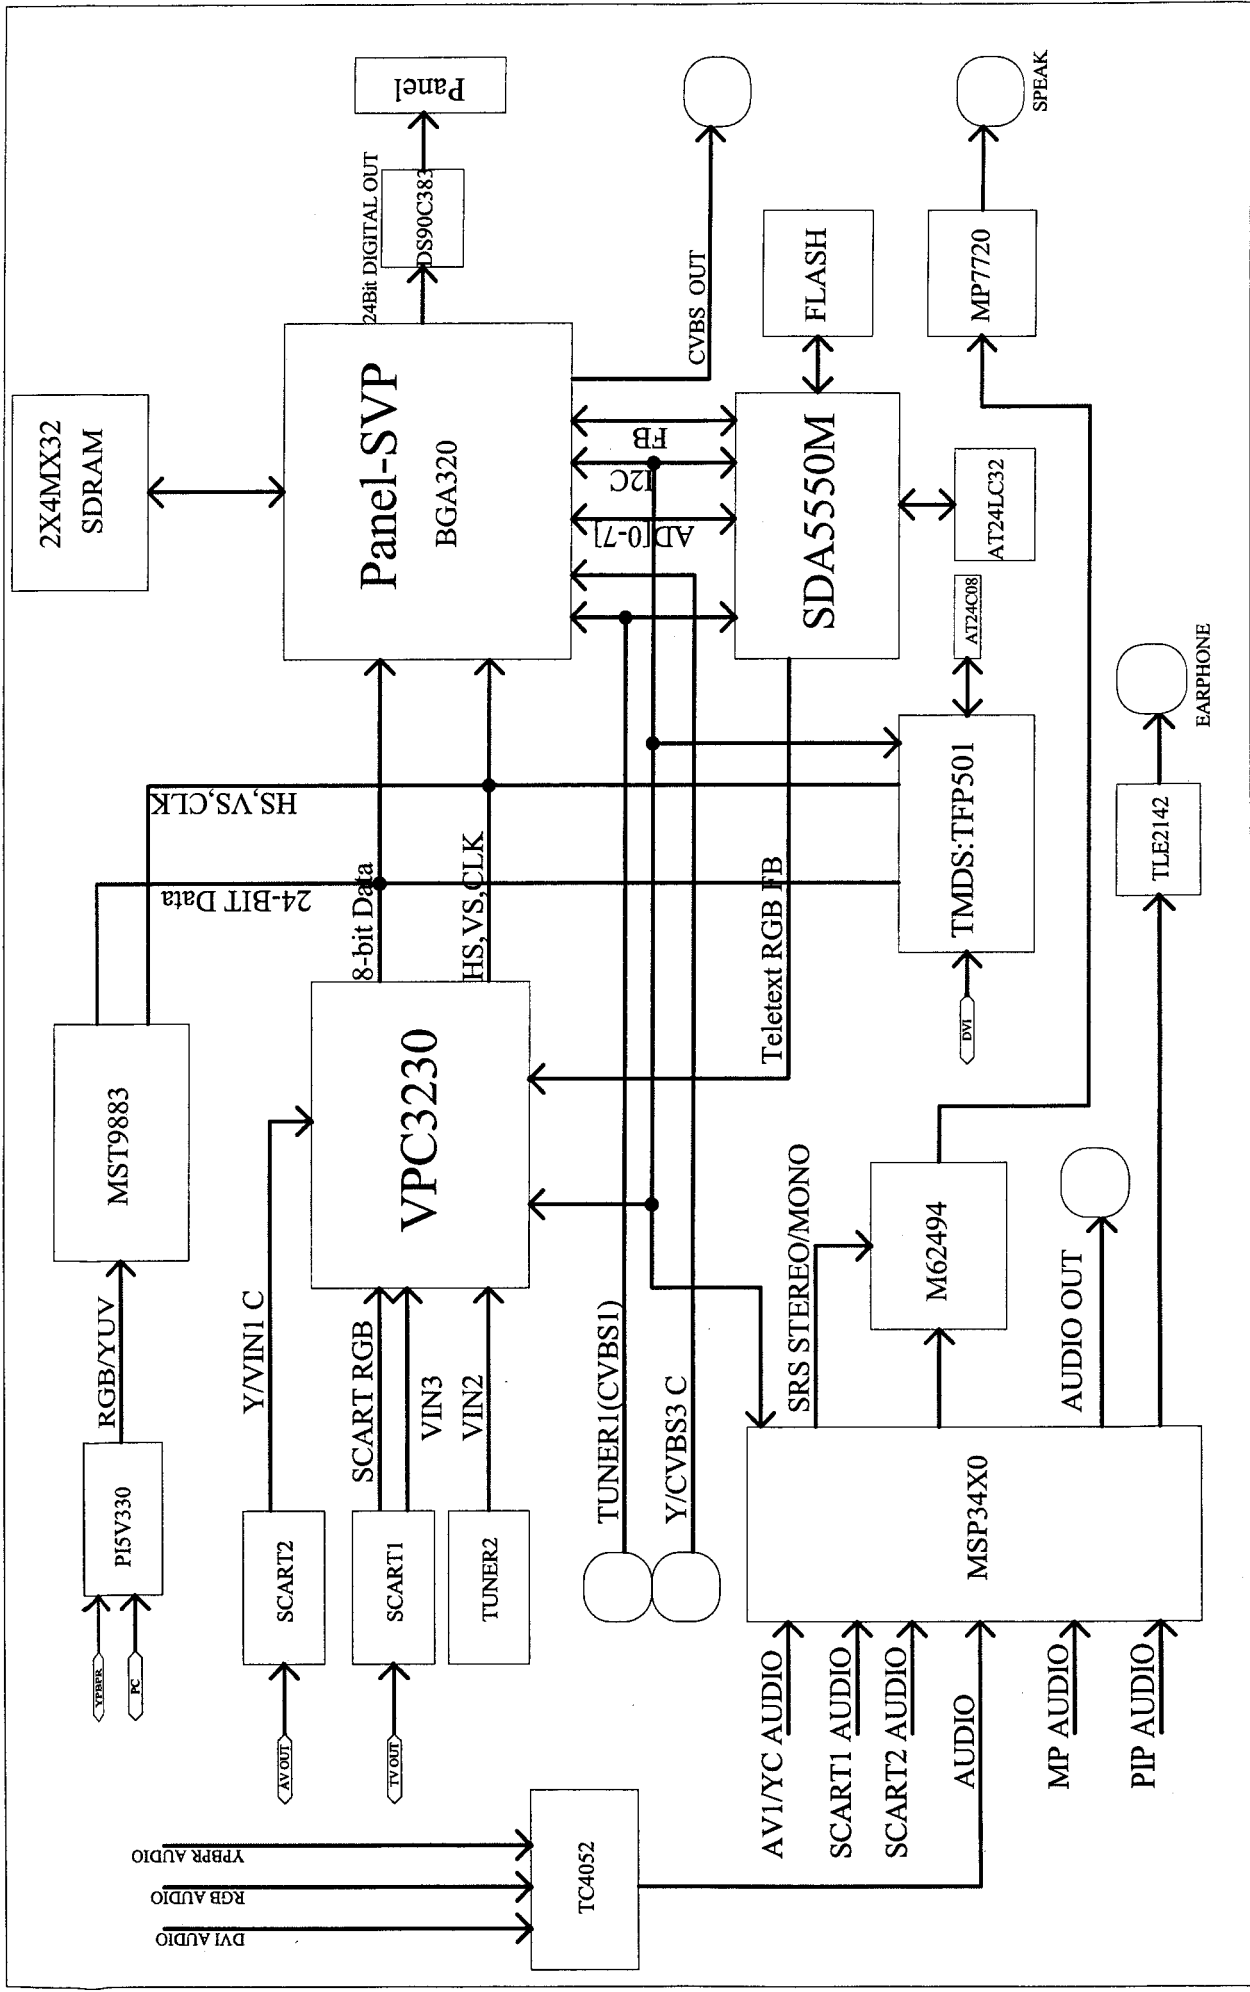 YPBPR AUDIO
RGB AUDIO
DVI AUDIO
TC4052
YPBPR
PC
PI5V330
RGB/YUV
MST9883
24-BIT Data
HS,VS,CLK
AV OUT
SCART2
Y/VIN1 C
TV OUT
SCART1
SCART RGB
VIN3
TUNER2
VIN2
VPC3230
8-bit Data
HS,VS,CLK
2X4MX32
SDRAM
Panel-SVP
BGA320
24Bit DIGITAL OUT
DS90C383
Panel
TUNER1(CVBS1)
Y/CVBS3 C
AD[0-7]
I2C
FB
CVBS OUT
Teletext RGB FB
SDA5550M
FLASH
AT24LC32
AT24C08
DVI
TMDS:TFP501
AV1/YC AUDIO
SCART1 AUDIO
SCART2 AUDIO
AUDIO
MP AUDIO
PIP AUDIO
MSP34X0
SRS STEREO/MONO
M62494
AUDIO OUT
MP7720
SPEAK
TLE2142
EARPHONE